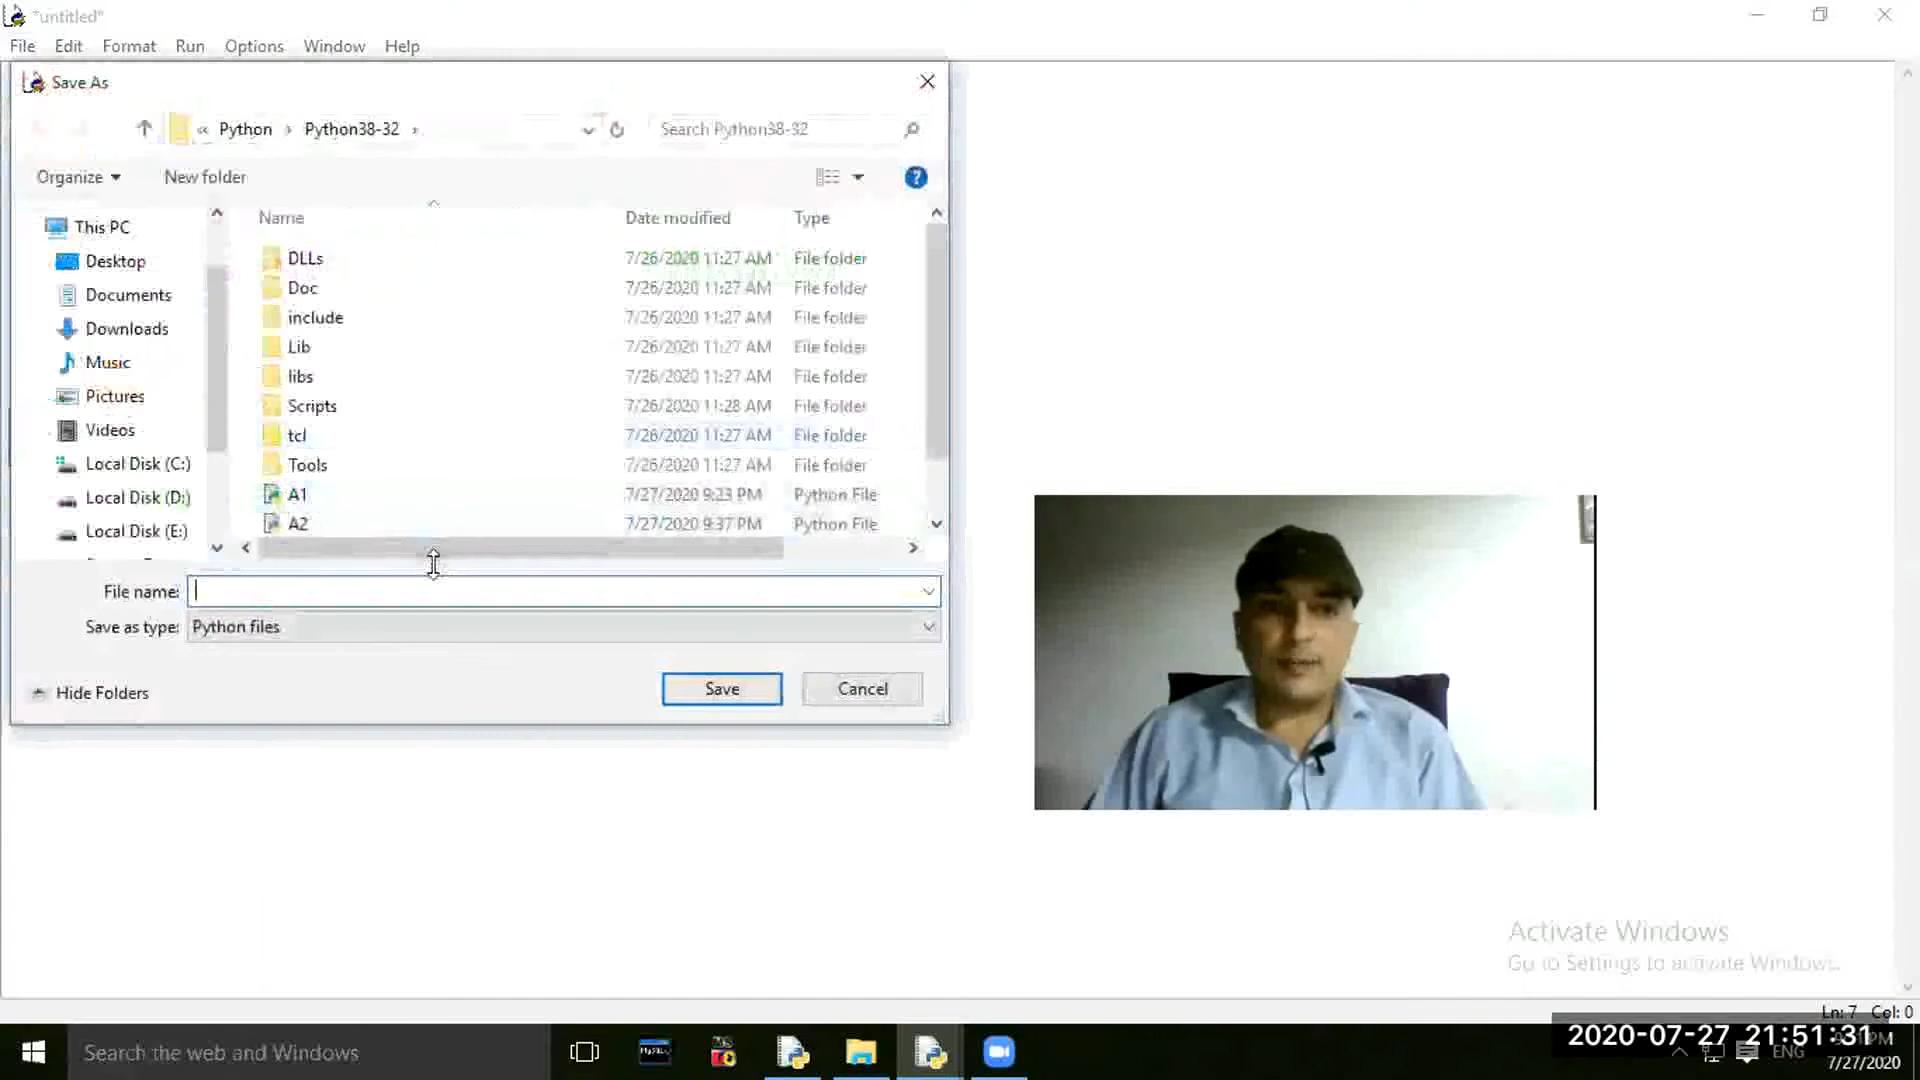 *untitled*
File Edit Format Run Options Window Help
Save As
« Python › Python38-32 ›
Search Python38-32
Organize New folder
Name Date modified Type
This PC
Desktop
Documents
Downloads
Music
Pictures
Videos
Local Disk (C:)
Local Disk (D:)
Local Disk (E:)
DLLs 7/26/2020 11:27 AM File folder
Doc 7/26/2020 11:27 AM File folder
include 7/26/2020 11:27 AM File folder
Lib 7/26/2020 11:27 AM File folder
libs 7/26/2020 11:27 AM File folder
Scripts 7/26/2020 11:28 AM File folder
tcl 7/26/2020 11:27 AM File folder
Tools 7/26/2020 11:27 AM File folder
A1 7/27/2020 9:23 PM Python File
A2 7/27/2020 9:37 PM Python File
File name:
Save as type: Python files
Hide Folders
Save Cancel
Activate Windows
Go to Settings to activate Windows.
Ln: 7 Col: 0
Search the web and Windows
2020-07-27 21:51:31
ENG
7/27/2020